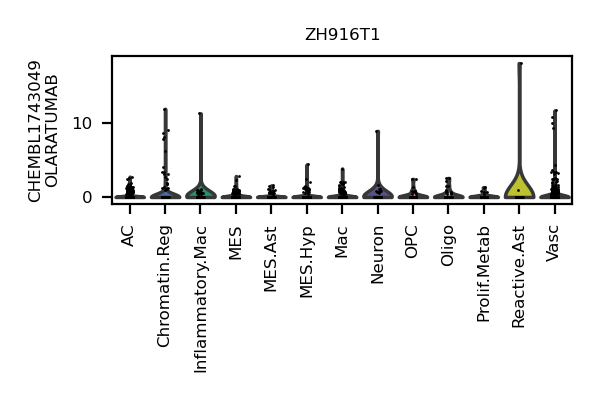 ZH916T1
CHEMBL1743049
OLARATUMAB
10
0
AC
Chromatin.Reg
Inflammatory.Mac
MES
MES.Ast
MES.Hyp
Mac
Neuron
OPC
Oligo
Prolif.Metab
Reactive.Ast
Vasc